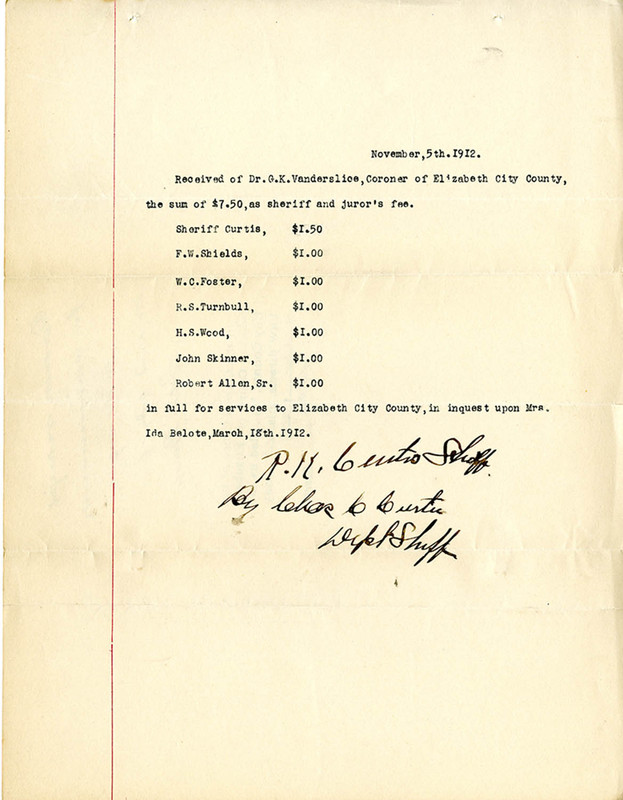 November,5th.1912.
Received of Dr.G.K.Vanderslice,Coroner of Elizabeth City County,
the sum of $7.50,as sheriff and juror's fee.
Sheriff Curtis, $1.50
F.W.Shields, $1.00
W.C.Foster, $1.00
R.S.Turnbull, $1.00
H.S.Wood, $1.00
John Skinner, $1.00
Robert Allen,Sr. $1.00
in full for services to Elizabeth City County,in inquest upon Mrs.
Ida Belote,March,18th.1912.
R.K. Curtis Shff.
By Chas C Curtis
Dept Shff